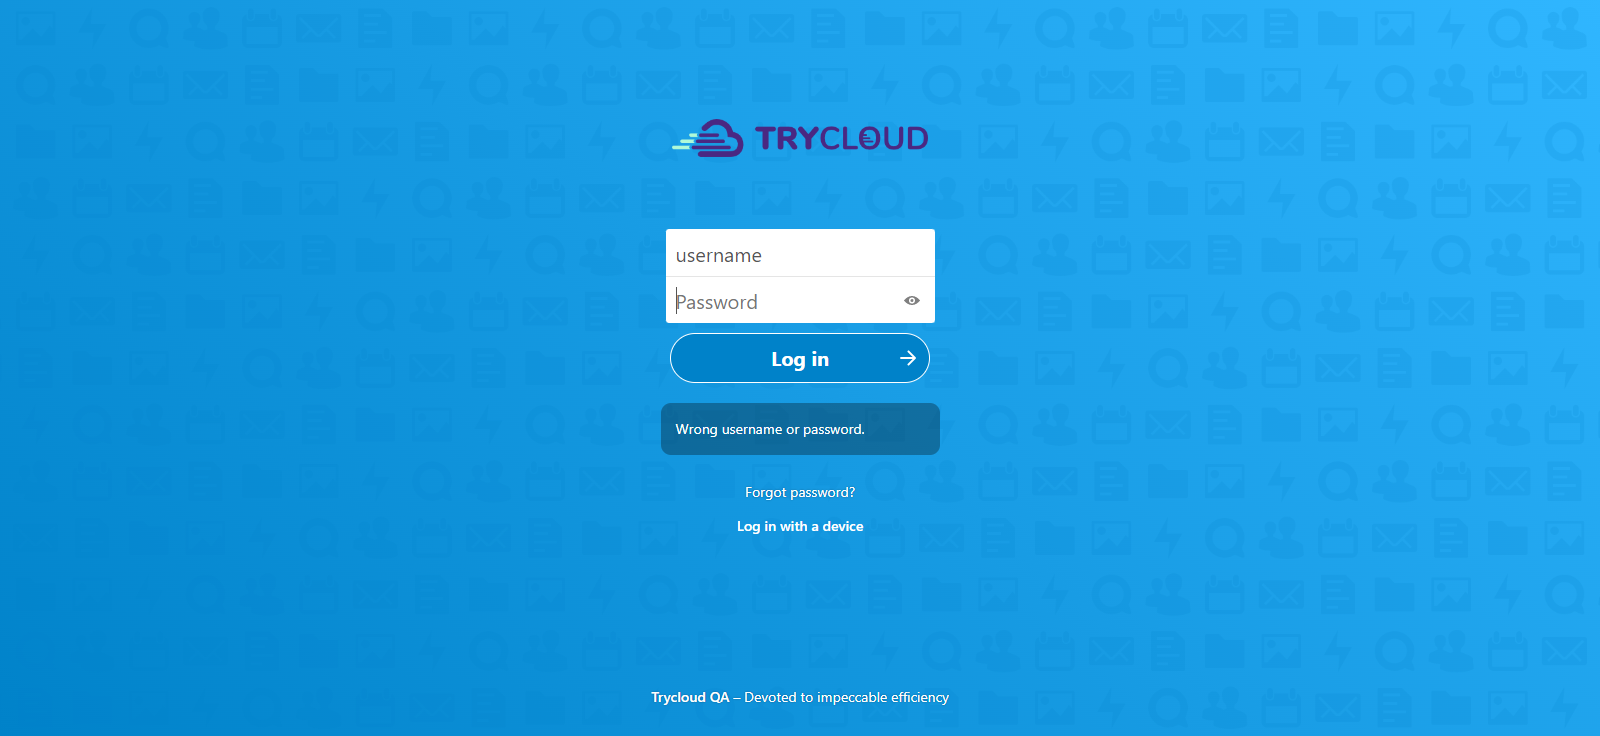 TRYCLOUD
username
Password
Log in
Wrong username or password.
Forgot password?
Log in with a device
Trycloud QA – Devoted to impeccable efficiency